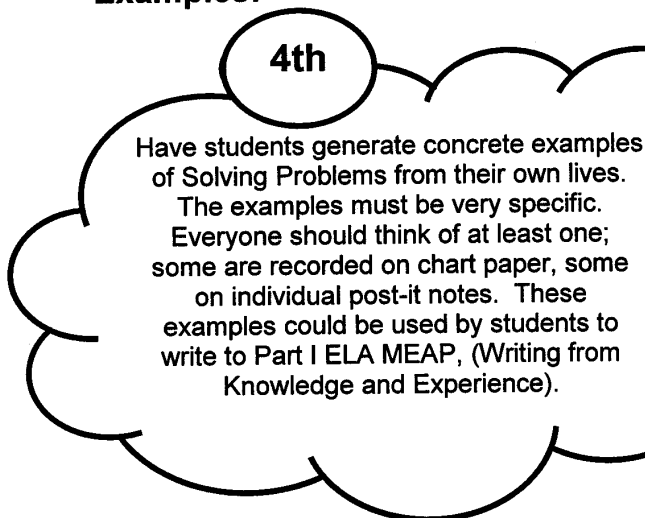 4th
Have students generate concrete examples
of Solving Problems from their own lives.
The examples must be very specific.
Everyone should think of at least one;
some are recorded on chart paper, some
on individual post-it notes. These
examples could be used by students to
write to Part I ELA MEAP, (Writing from
Knowledge and Experience).